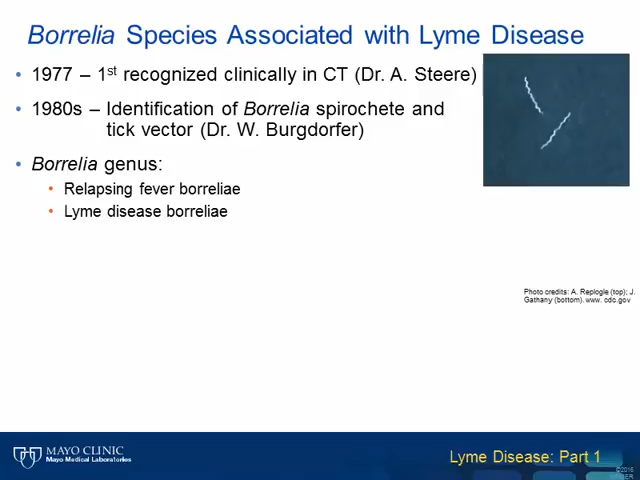 Borrelia Species Associated with Lyme Disease
• 1977 – 1st recognized clinically in CT (Dr. A. Steere)
• 1980s – Identification of Borrelia spirochete and
tick vector (Dr. W. Burgdorfer)
• Borrelia genus:
• Relapsing fever borreliae
• Lyme disease borreliae
Photo credits: A. Replogle (top); J.
Gathany (bottom). www. cdc.gov
MAYO CLINIC
Mayo Medical Laboratories
Lyme Disease: Part 1